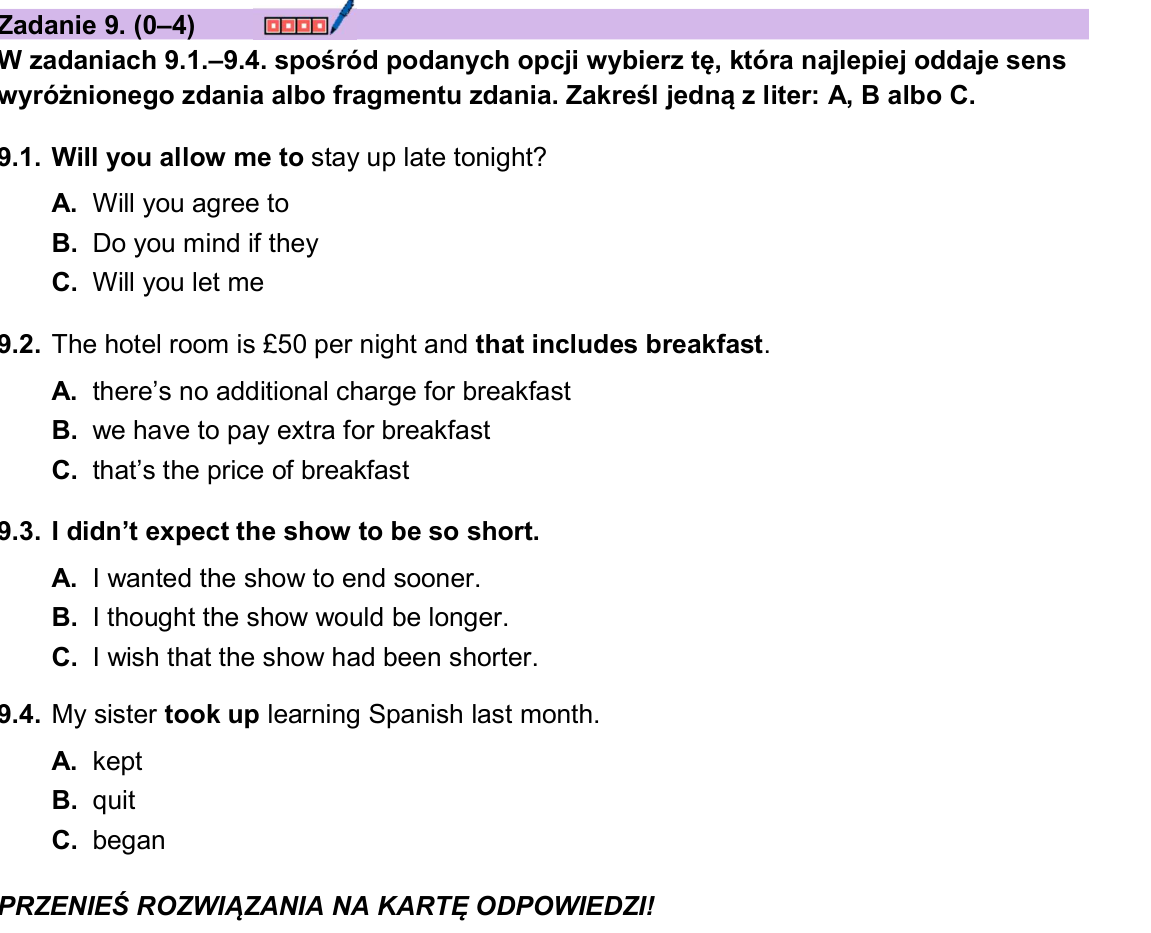 Zadanie 9. (0–4)
W zadaniach 9.1.–9.4. spośród podanych opcji wybierz tę, która najlepiej oddaje sens
wyróżnionego zdania albo fragmentu zdania. Zakreśl jedną z liter: A, B albo C.
9.1. Will you allow me to stay up late tonight?
A. Will you agree to
B. Do you mind if they
C. Will you let me
9.2. The hotel room is £50 per night and that includes breakfast.
A. there’s no additional charge for breakfast
B. we have to pay extra for breakfast
C. that’s the price of breakfast
9.3. I didn’t expect the show to be so short.
A. I wanted the show to end sooner.
B. I thought the show would be longer.
C. I wish that the show had been shorter.
9.4. My sister took up learning Spanish last month.
A. kept
B. quit
C. began
PRZENIEŚ ROZWIĄZANIA NA KARTĘ ODPOWIEDZI!